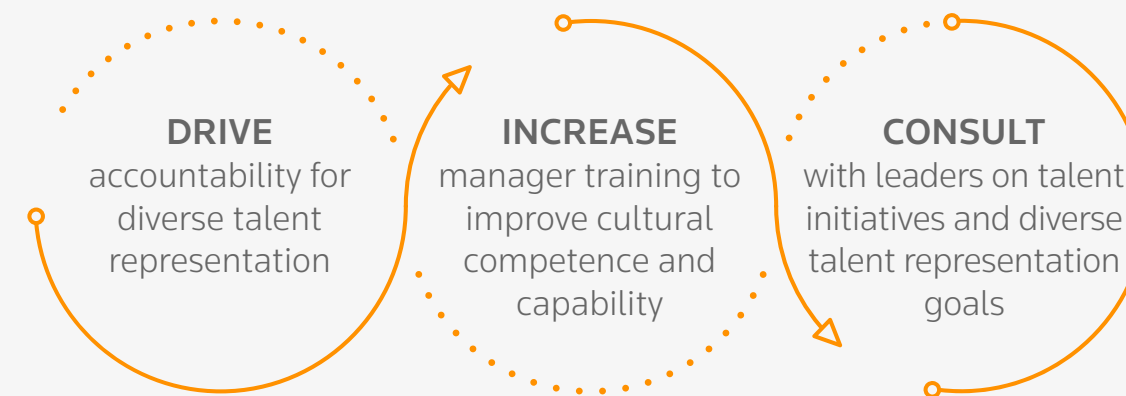 DRIVE
accountability for
diverse talent
representation
INCREASE
manager training to
improve cultural
competence and
capability
CONSULT
with leaders on talent
initiatives and diverse
talent representation
goals